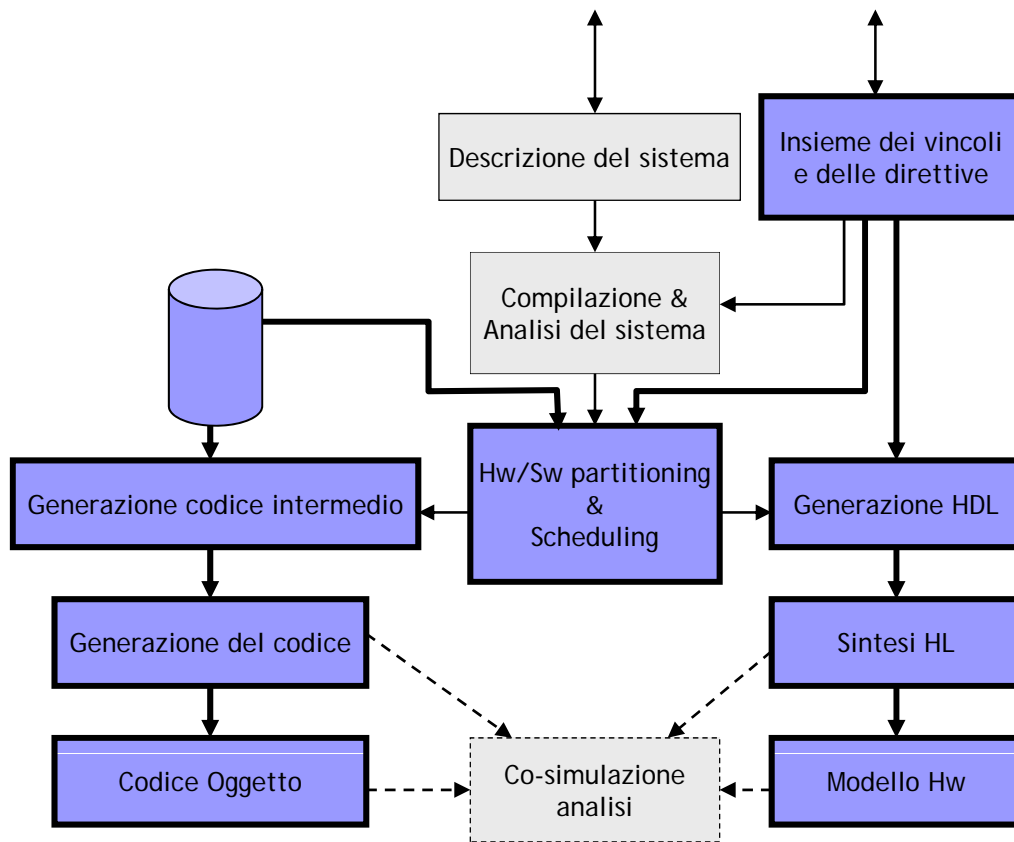 Descrizione del sistema
Insieme dei vincoli
e delle direttive
Compilazione &
Analisi del sistema
Generazione codice intermedio
Hw/Sw partitioning
&
Scheduling
Generazione HDL
Generazione del codice
Sintesi HL
Codice Oggetto
Co-simulazione
analisi
Modello Hw